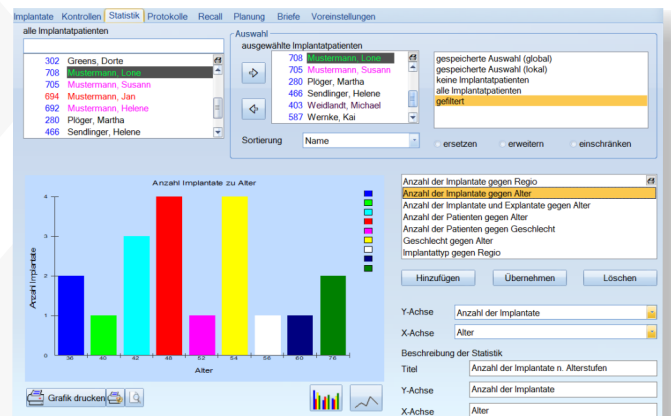 Implantate Kontrollen Statistik Protokolle Recall Planung Briefe Voreinstellungen
alle Implantatpatienten
302 Greens, Dorte
708 Mustermann, Lone
705 Mustermann, Susann
694 Mustermann, Jan
692 Mustermann, Helene
280 Plöger, Martha
466 Sendlinger, Helene
Auswahl
ausgewählte Implantatpatienten
708 Mustermann, Lone
705 Mustermann, Susann
280 Plöger, Martha
466 Sendlinger, Helene
403 Weidlandt, Michael
587 Wernke, Kai
Sortierung Name
gespeicherte Auswahl (global)
gespeicherte Auswahl (lokal)
keine Implantatpatienten
alle Implantatpatienten
gefiltert
ersetzen erweitern einschränken
Anzahl Implantate zu Alter
Anzahl Implantate
4
3
2
1
0
36 40 42 48 52 54 58 60 76
Alter
Grafik drucken
Anzahl der Implantate gegen Regio
Anzahl der Implantate gegen Alter
Anzahl der Implantate und Explantate gegen Alter
Anzahl der Patienten gegen Alter
Anzahl der Patienten gegen Geschlecht
Geschlecht gegen Alter
Implantattyp gegen Regio
Hinzufügen Übernehmen Löschen
Y-Achse Anzahl der Implantate
X-Achse Alter
Beschreibung der Statistik
Titel Anzahl der Implantate n. Altersstufen
Y-Achse Anzahl der Implantate
X-Achse Alter